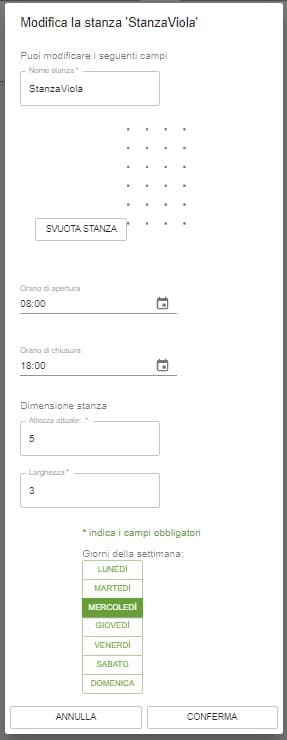 Modifica la stanza 'StanzaViola'
Puoi modificare i seguenti campi
Nome stanza *
StanzaViola
SVUOTA STANZA
Orario di apertura
08:00
Orario di chiusura
18:00
Dimensione stanza
Altezza attuale: *
5
Larghezza *
3
* indica i campi obbligatori
Giorni della settimana:
LUNEDÌ
MARTEDÌ
MERCOLEDÌ
GIOVEDÌ
VENERDÌ
SABATO
DOMENICA
ANNULLA CONFERMA